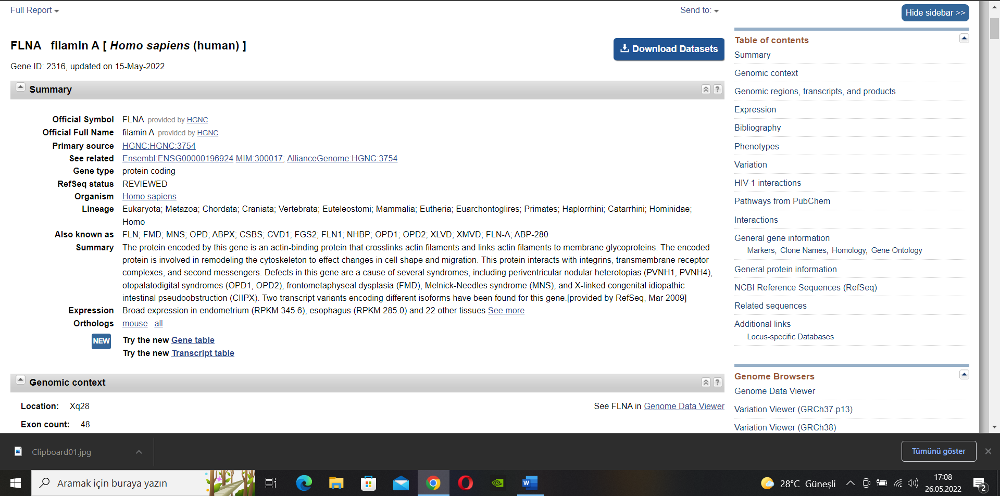 Full Report
Send to:
Hide sidebar >>
FLNA filamin A [ Homo sapiens (human) ]
Download Datasets
Gene ID: 2316, updated on 15-May-2022
Summary
?
Official Symbol FLNA provided by HGNC
Official Full Name filamin A provided by HGNC
Primary source HGNC:HGNC:3754
See related Ensembl:ENSG00000196924 MIM:300017; AllianceGenome:HGNC:3754
Gene type protein coding
RefSeq status REVIEWED
Organism Homo sapiens
Lineage Eukaryota; Metazoa; Chordata; Craniata; Vertebrata; Euteleostomi; Mammalia; Eutheria; Euarchontoglires; Primates; Haplorrhini; Catarrhini; Hominidae;
Homo
Also known as FLN; FMD; MNS; OPD; ABPX; CSBS; CVD1; FGS2; FLN1; NHBP; OPD1; OPD2; XLVD; XMVD; FLN-A; ABP-280
Summary The protein encoded by this gene is an actin-binding protein that crosslinks actin filaments and links actin filaments to membrane glycoproteins. The encoded
protein is involved in remodeling the cytoskeleton to effect changes in cell shape and migration. This protein interacts with integrins, transmembrane receptor
complexes, and second messengers. Defects in this gene are a cause of several syndromes, including periventricular nodular heterotopias (PVNH1, PVNH4),
otopalatodigital syndromes (OPD1, OPD2), frontometaphyseal dysplasia (FMD), Melnick-Needles syndrome (MNS), and X-linked congenital idiopathic
intestinal pseudoobstruction (CIIPX). Two transcript variants encoding different isoforms have been found for this gene.[provided by RefSeq, Mar 2009]
Expression Broad expression in endometrium (RPKM 345.6), esophagus (RPKM 285.0) and 22 other tissues See more
Orthologs mouse all
NEW Try the new Gene table
Try the new Transcript table
Genomic context
?
Location: Xq28
See FLNA in Genome Data Viewer
Exon count: 48
Table of contents
Summary
Genomic context
Genomic regions, transcripts, and products
Expression
Bibliography
Phenotypes
Variation
HIV-1 interactions
Pathways from PubChem
Interactions
General gene information
Markers, Clone Names, Homology, Gene Ontology
General protein information
NCBI Reference Sequences (RefSeq)
Related sequences
Additional links
Locus-specific Databases
Genome Browsers
Genome Data Viewer
Variation Viewer (GRCh37.p13)
Variation Viewer (GRCh38)
Clipboard01.jpg
Tümünü göster
Aramak için buraya yazın
W
28°C Güneşli
17:08
26.05.2022
2